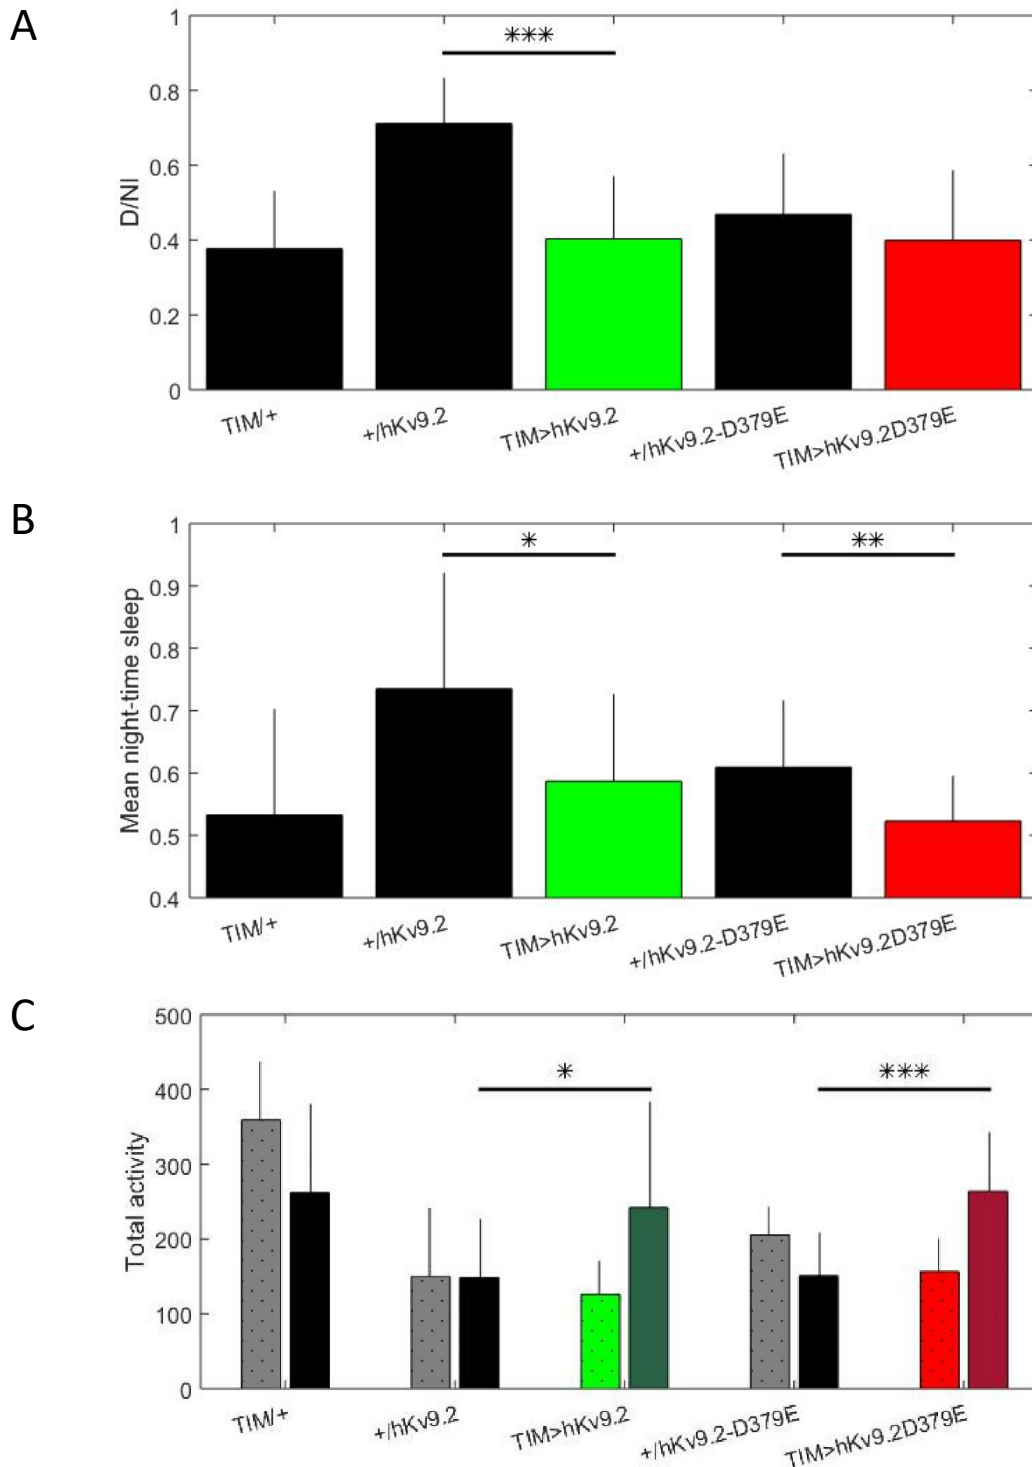 A
1
0.8
0.6
0.4
0.2
0
D/NI
***
TIM/+
+/hKv9.2
TIM>hKv9.2
+/hKv9.2-D379E
TIM>hKv9.2D379E
B
1
0.9
0.8
0.7
0.6
0.5
0.4
Mean night-time sleep
*
**
TIM/+
+/hKv9.2
TIM>hKv9.2
+/hKv9.2-D379E
TIM>hKv9.2D379E
C
500
400
300
200
100
0
Total activity
*
***
TIM/+
+/hKv9.2
TIM>hKv9.2
+/hKv9.2-D379E
TIM>hKv9.2D379E